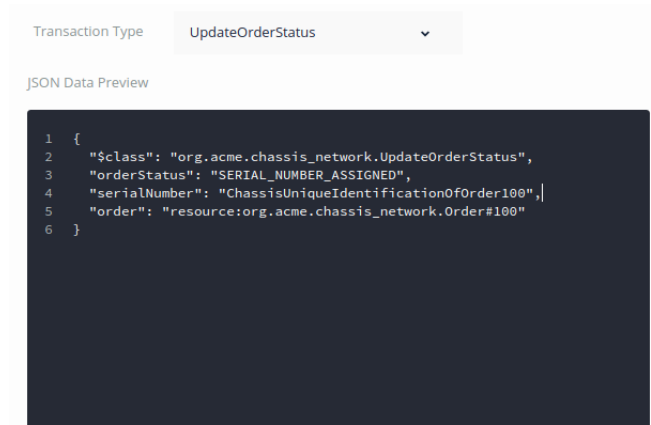 Transaction Type UpdateOrderStatus
JSON Data Preview
1 {
2 "$class": "org.acme.chassis_network.UpdateOrderStatus",
3 "orderStatus": "SERIAL_NUMBER_ASSIGNED",
4 "serialNumber": "ChassisUniqueIdentificationOfOrder100",
5 "order": "resource:org.acme.chassis_network.Order#100"
6 }